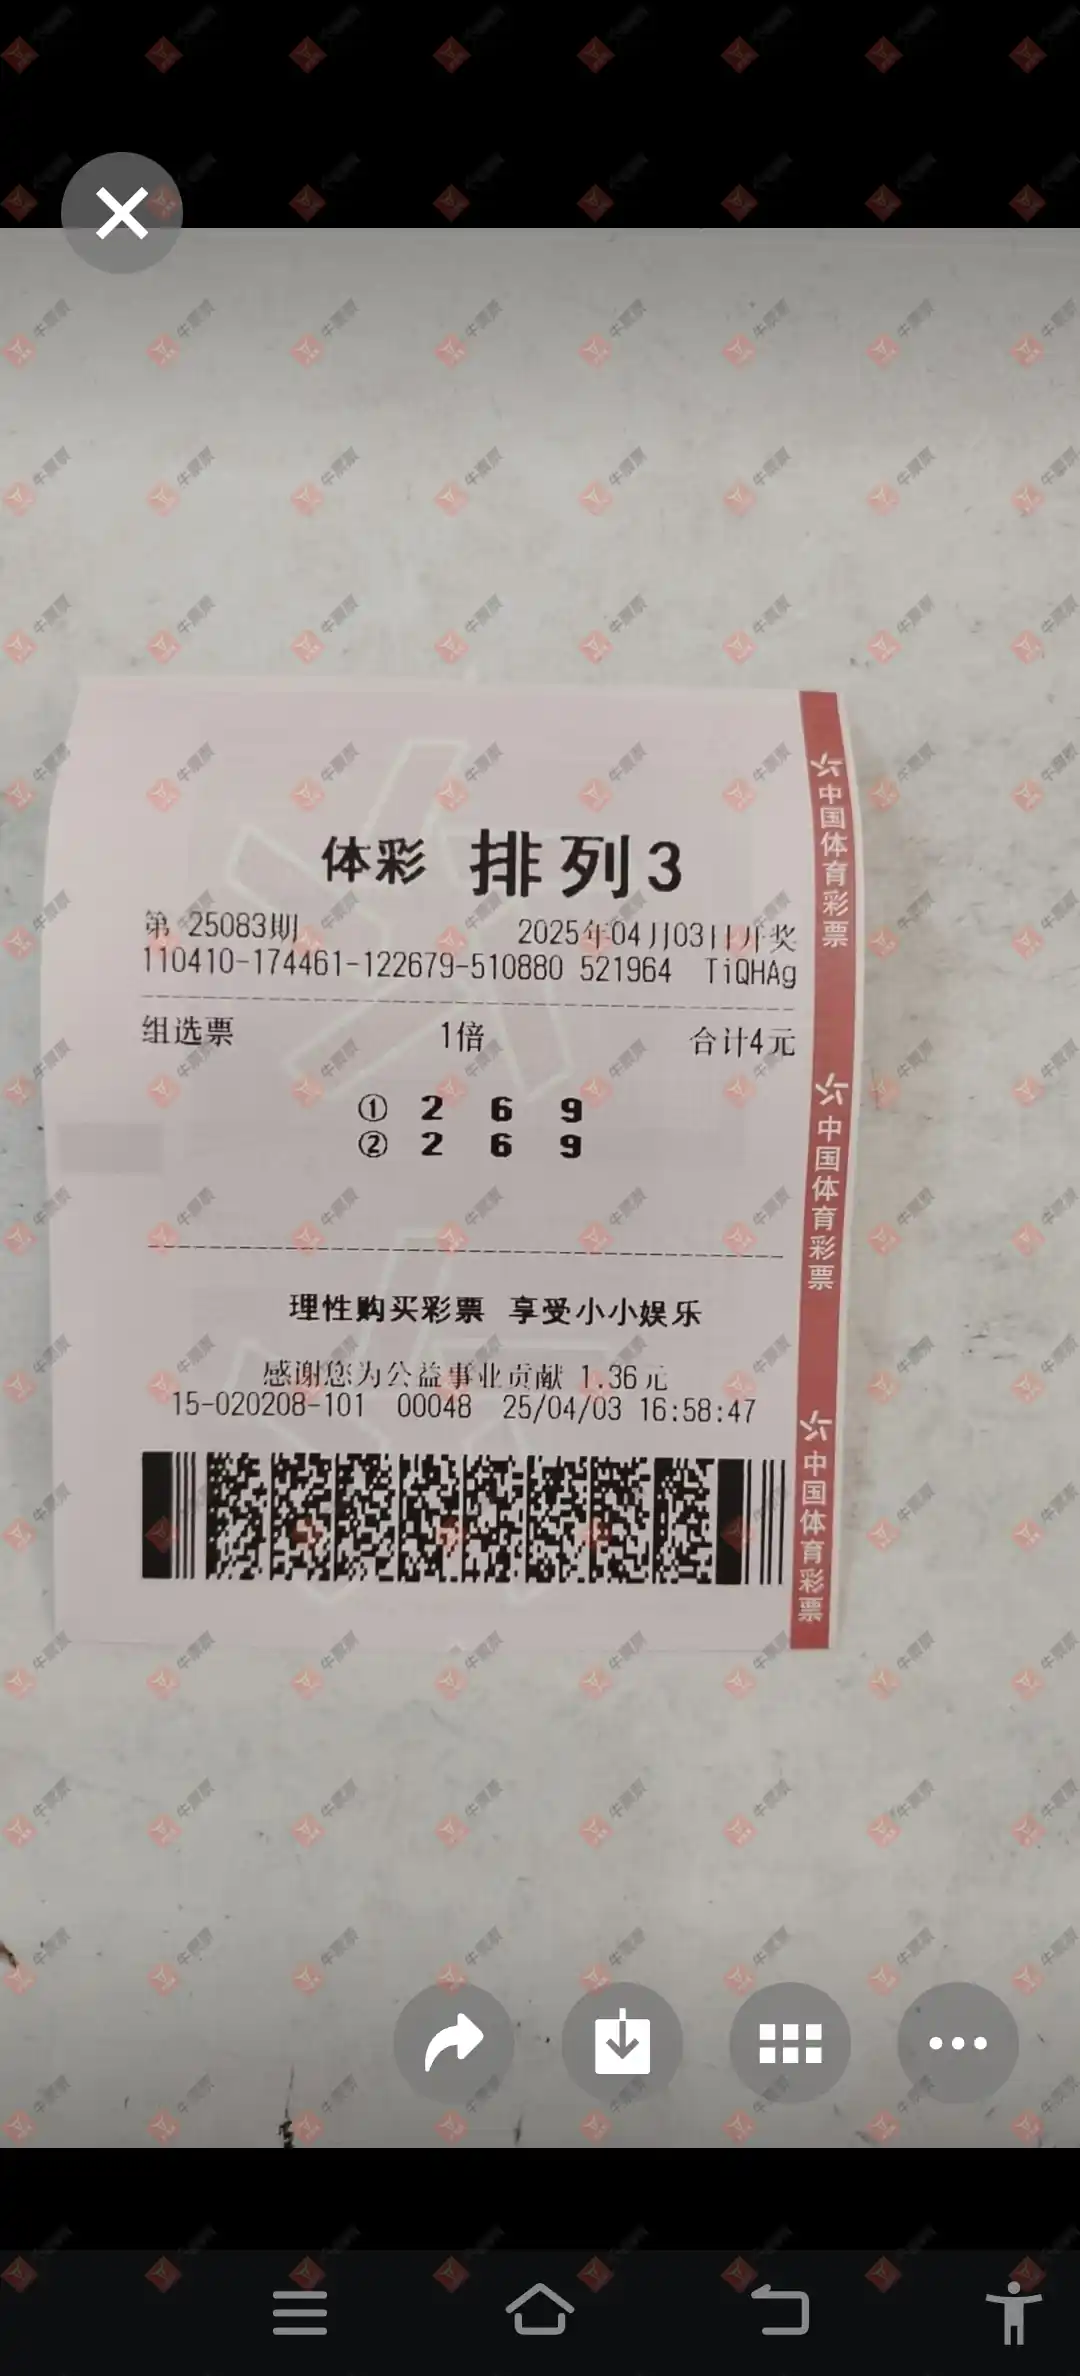 体彩 排列3
第 25083期 2025年04月03日开奖
110410-174461-122679-510880 521964 TiQHAg
组选票 1倍 合计4元
① 2 6 9
② 2 6 9
理性购买彩票 享受小小娱乐
感谢您为公益事业贡献 1.36元
15-020208-101 00048 25/04/03 16:58:47
中国体育彩票
中国体育彩票
中国体育彩票